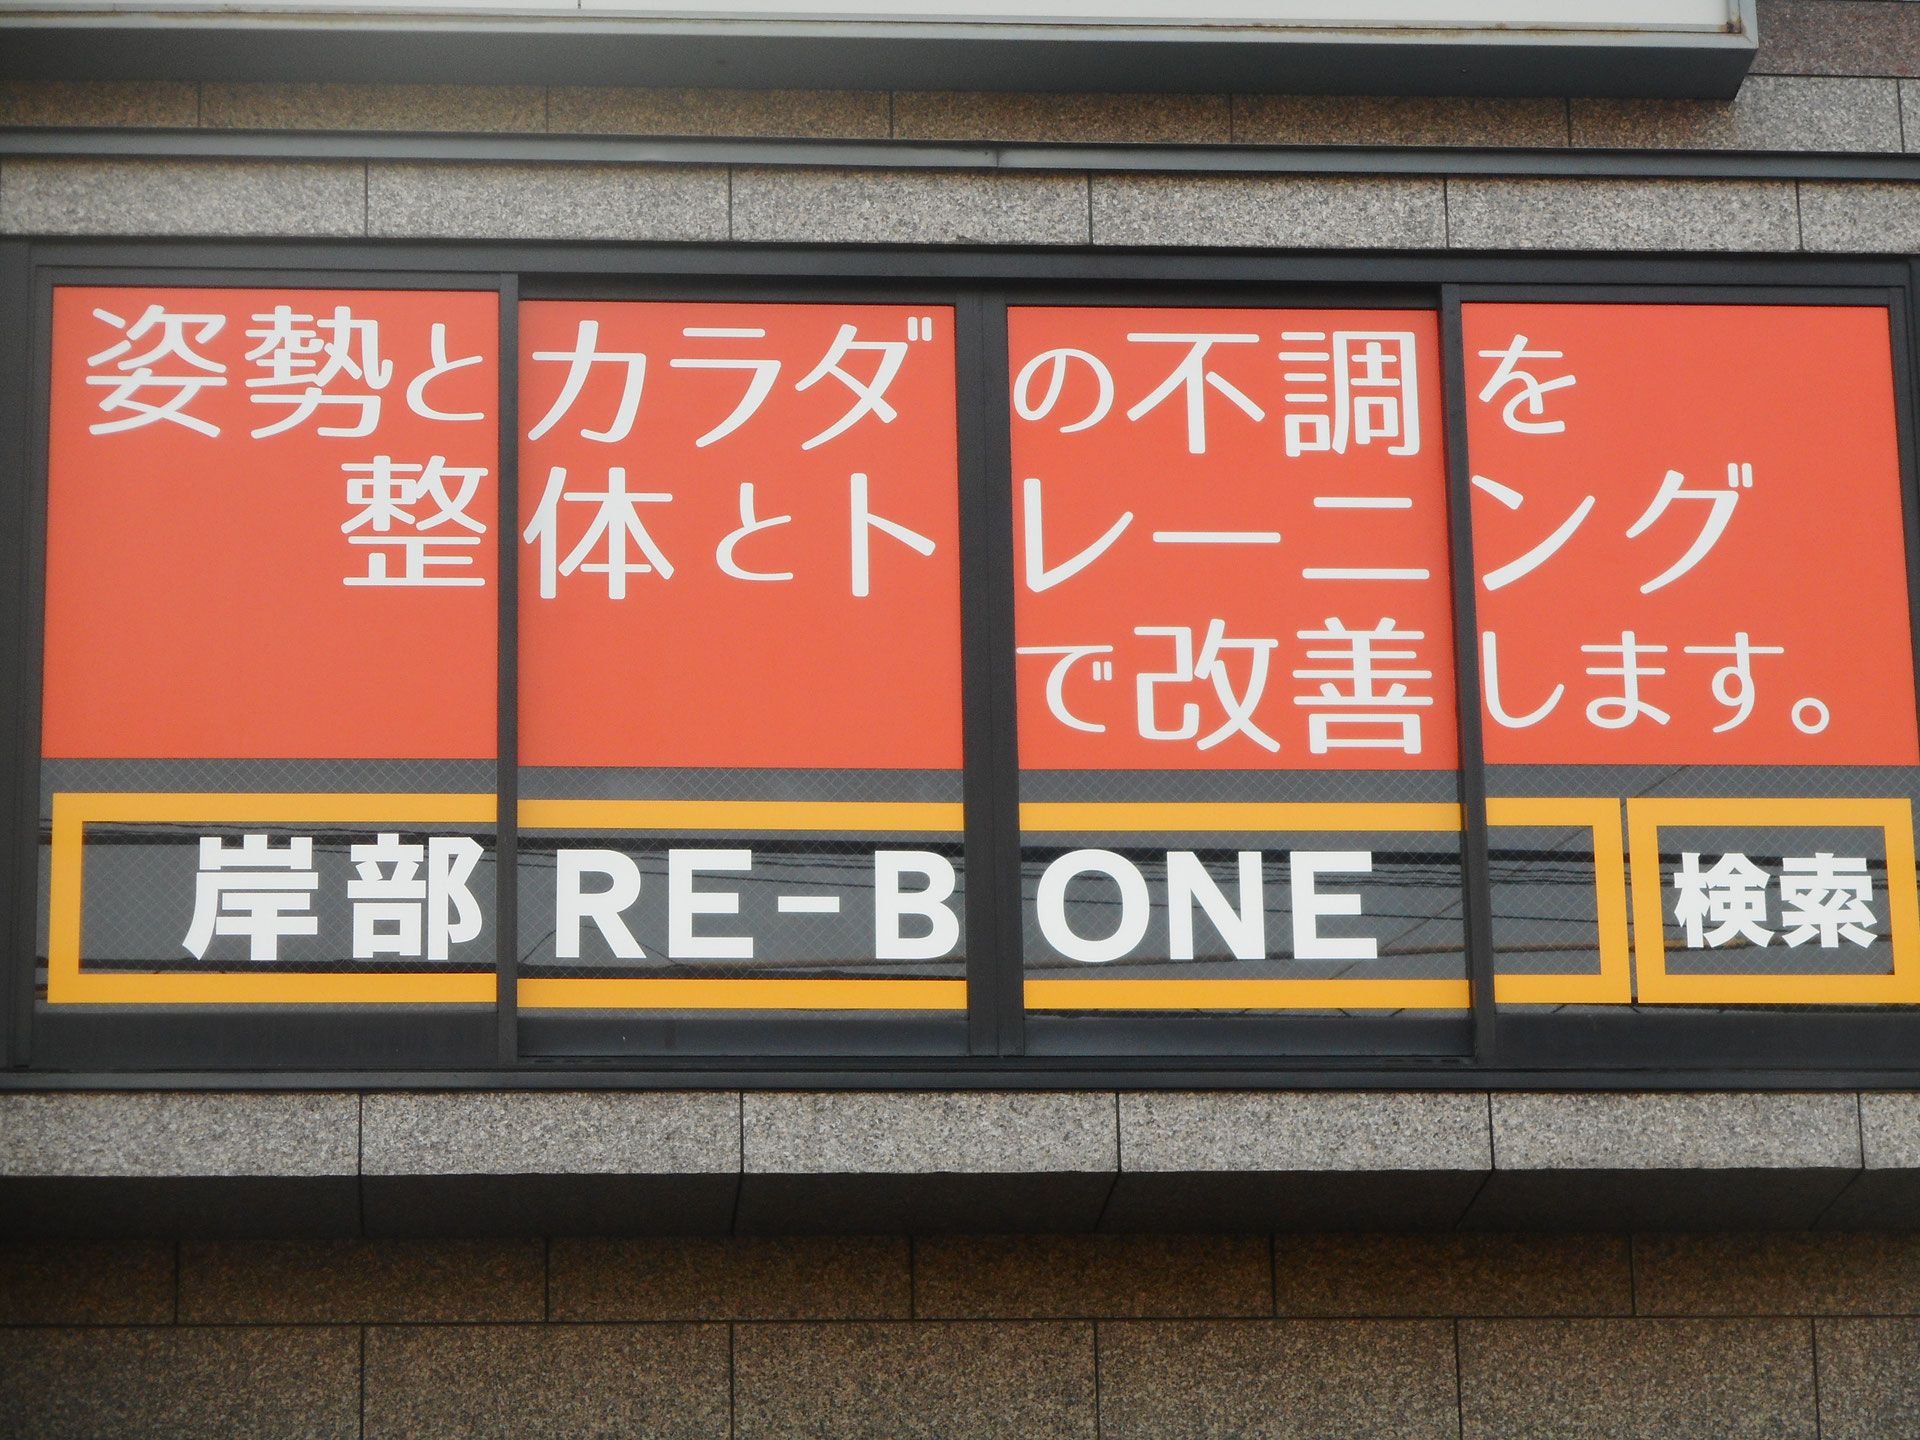 姿勢とカラダの不調を
整体とトレーニング
で改善します。
岸部 RE-BONE 検索